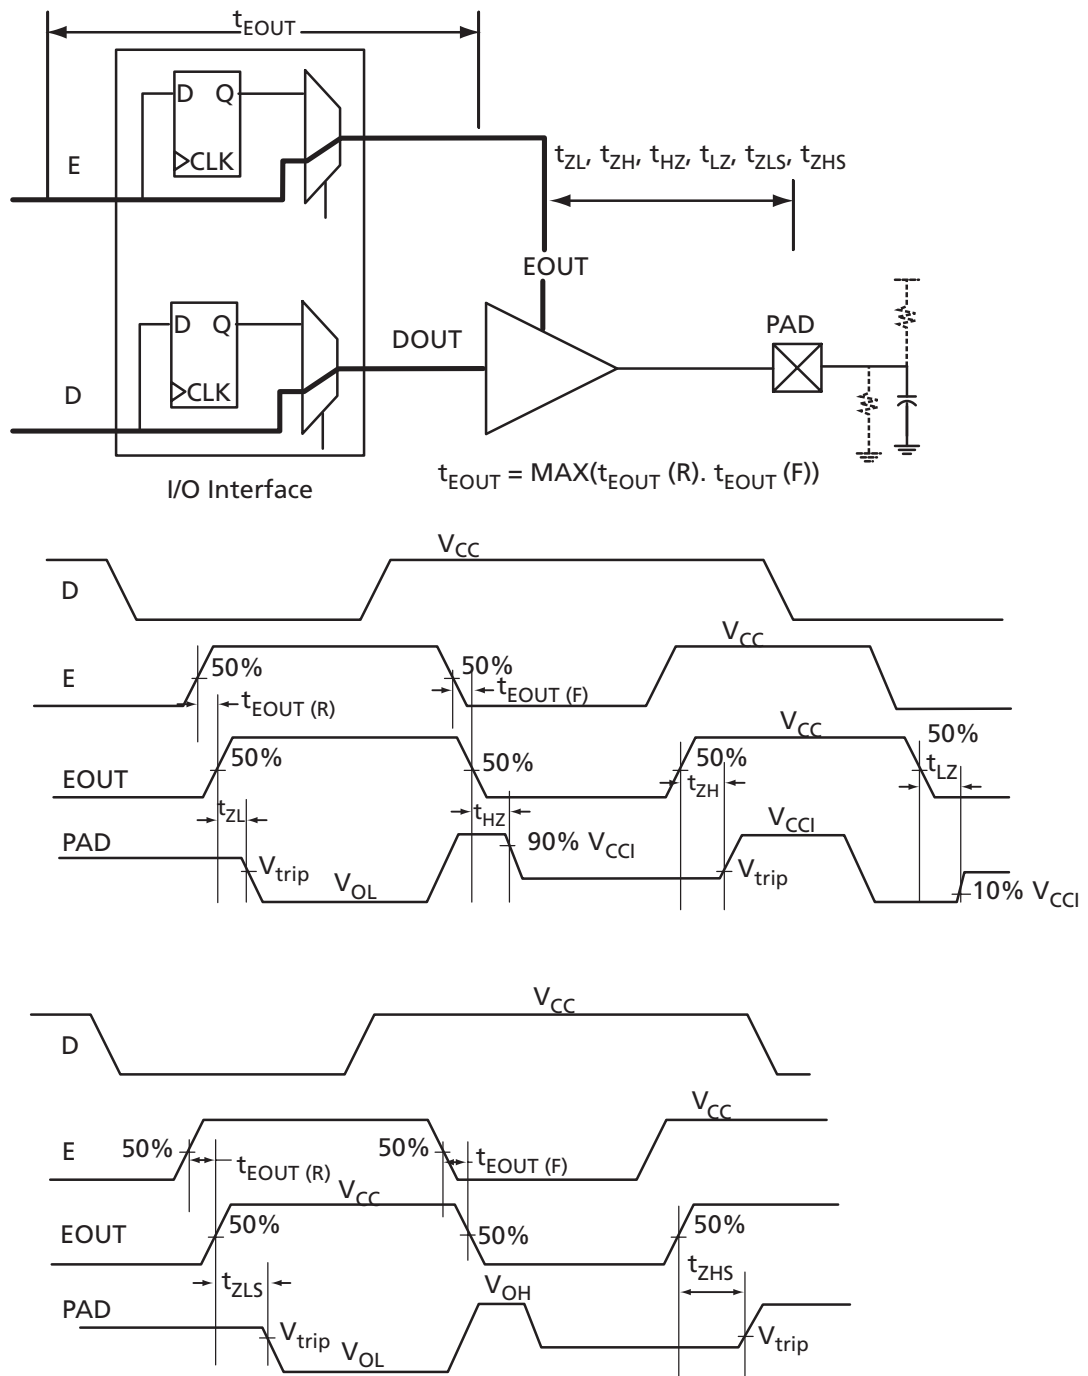 tEOUT
D Q
CLK
E
tZL, tZH, tHZ, tLZ, tZLS, tZHS
EOUT
D Q
CLK
D
DOUT
PAD
I/O Interface
tEOUT = MAX(tEOUT (R). tEOUT (F))
VCC
D
VCC
E
50%
50%
tEOUT (R)
tEOUT (F)
VCC
50%
EOUT
50%
50%
50%
tZL
tHZ
tZH
tLZ
PAD
VCCI
90% VCCI
Vtrip
Vtrip
VOL
10% VCCI
VCC
D
VCC
E
50%
50%
tEOUT (R)
tEOUT (F)
VCC
EOUT
50%
50%
50%
tZLS
VOH
tZHS
PAD
Vtrip
VOL
Vtrip